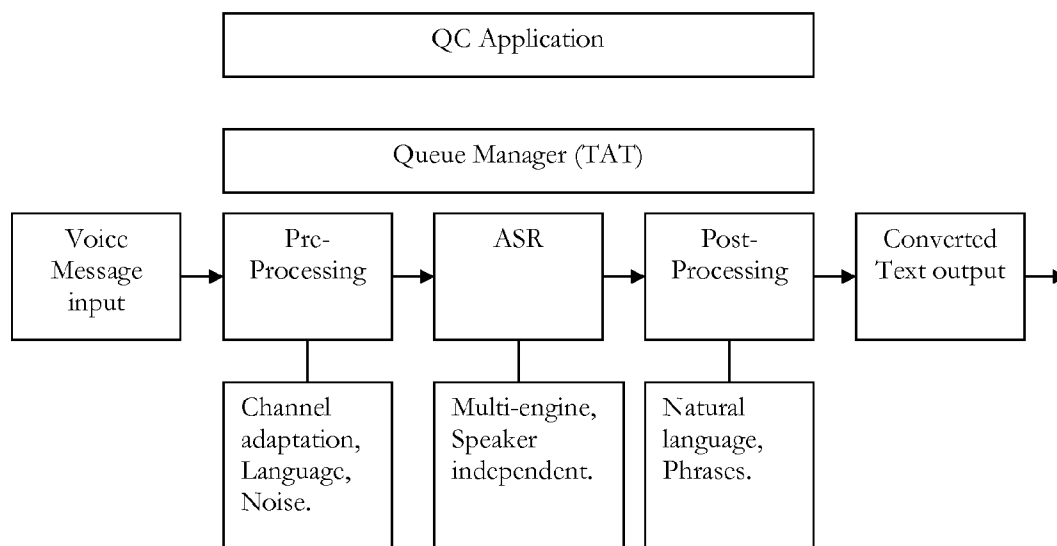 QC Application
Queue Manager (TAT)
Voice
Message
input
Pre-
Processing
ASR
Post-
Processing
Converted
Text output
Channel
adaptation,
Language,
Noise.
Multi-engine,
Speaker
independent.
Natural
language,
Phrases.